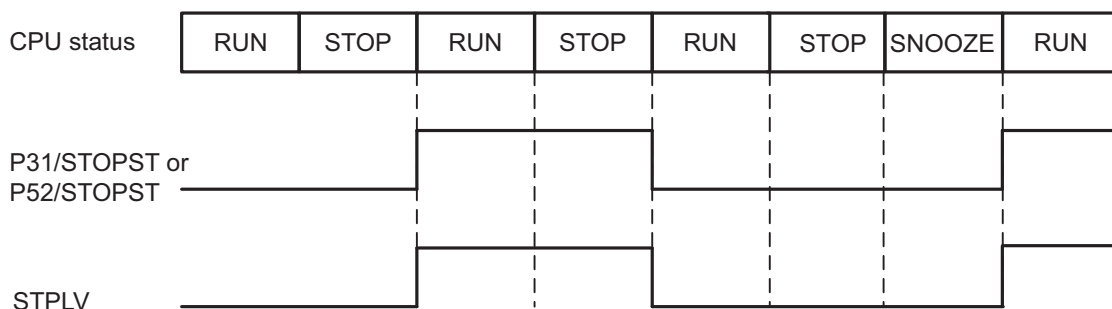 CPU status RUN STOP RUN STOP RUN STOP SNOOZE RUN
P31/STOPST or
P52/STOPST
STPLV